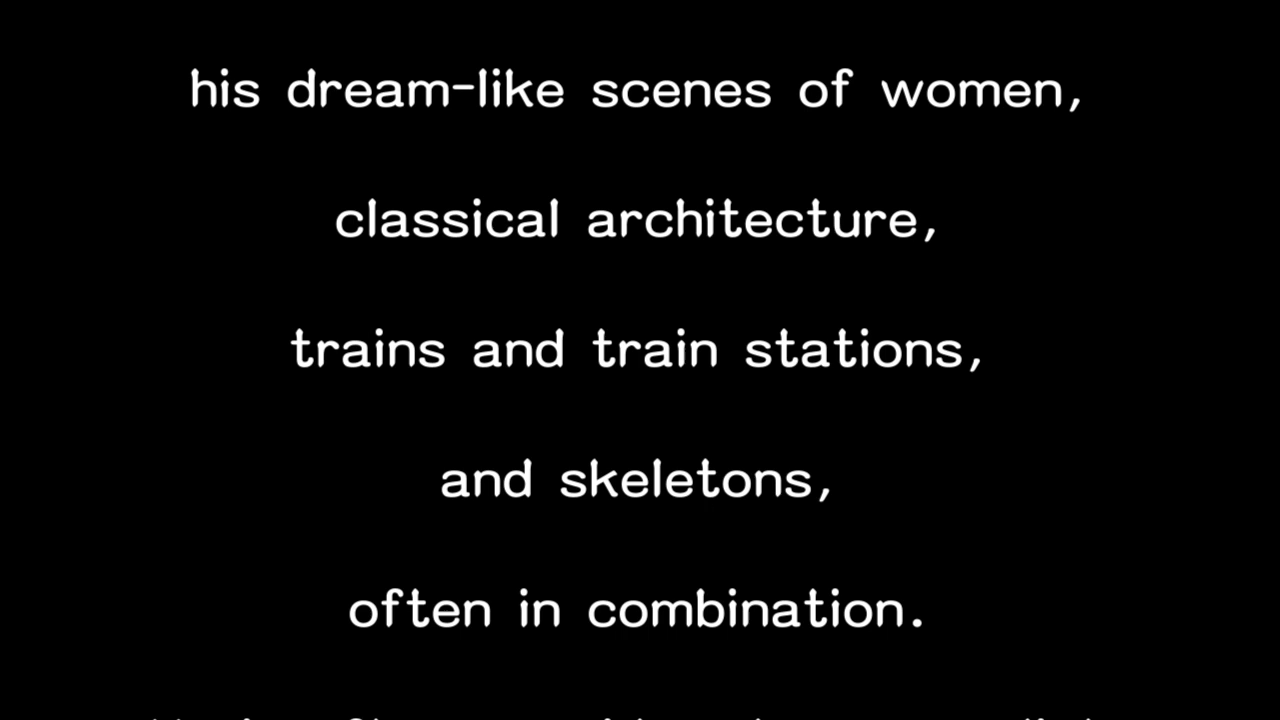 his dream-like scenes of women,
classical architecture,
trains and train stations,
and skeletons,
often in combination.